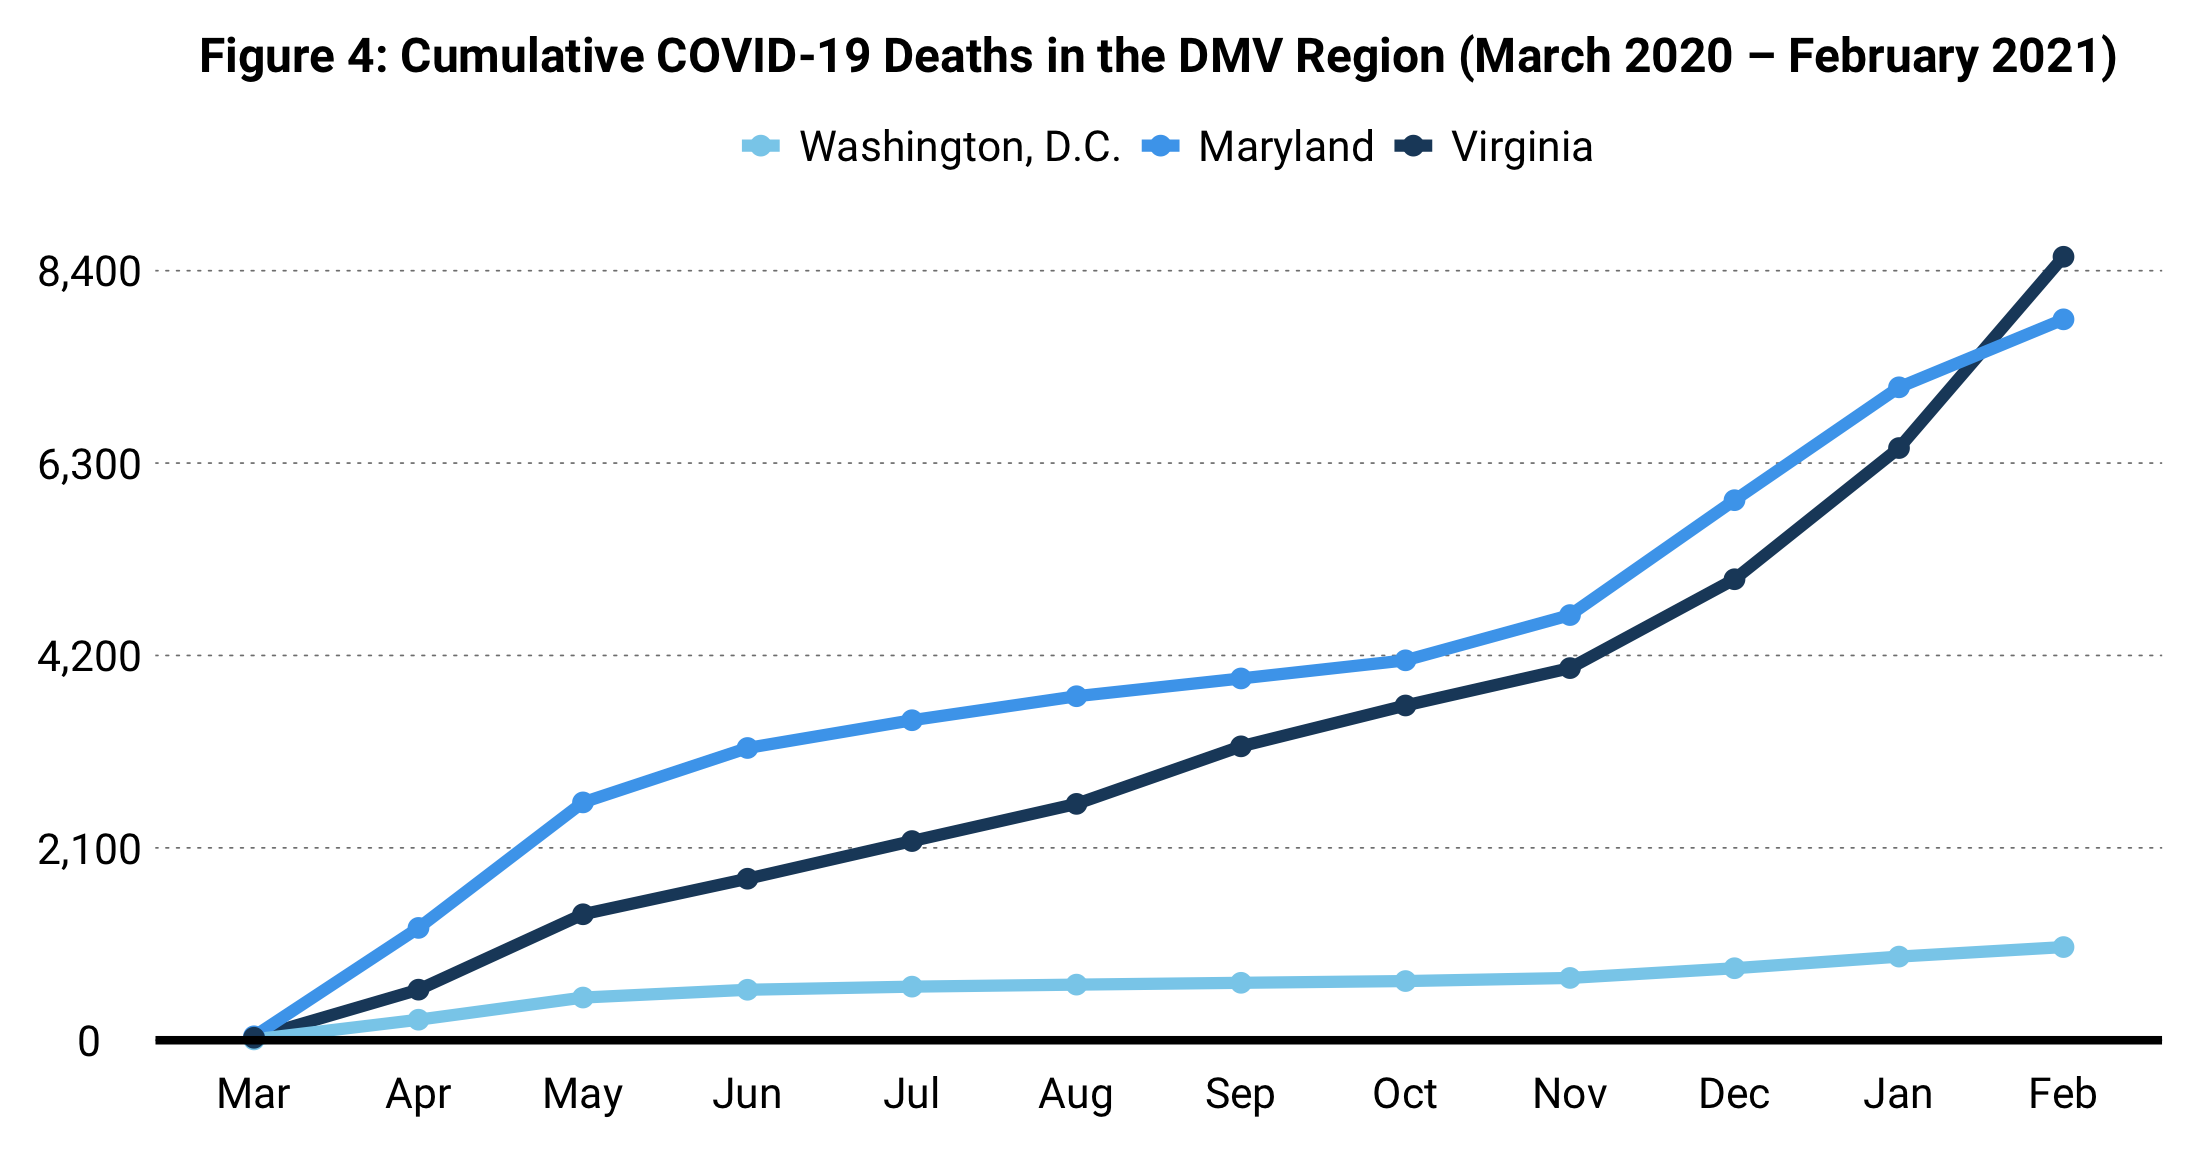 Figure 4: Cumulative COVID-19 Deaths in the DMV Region (March 2020 – February 2021)
Washington, D.C. Maryland Virginia
8,400
6,300
4,200
2,100
0
Mar Apr May Jun Jul Aug Sep Oct Nov Dec Jan Feb